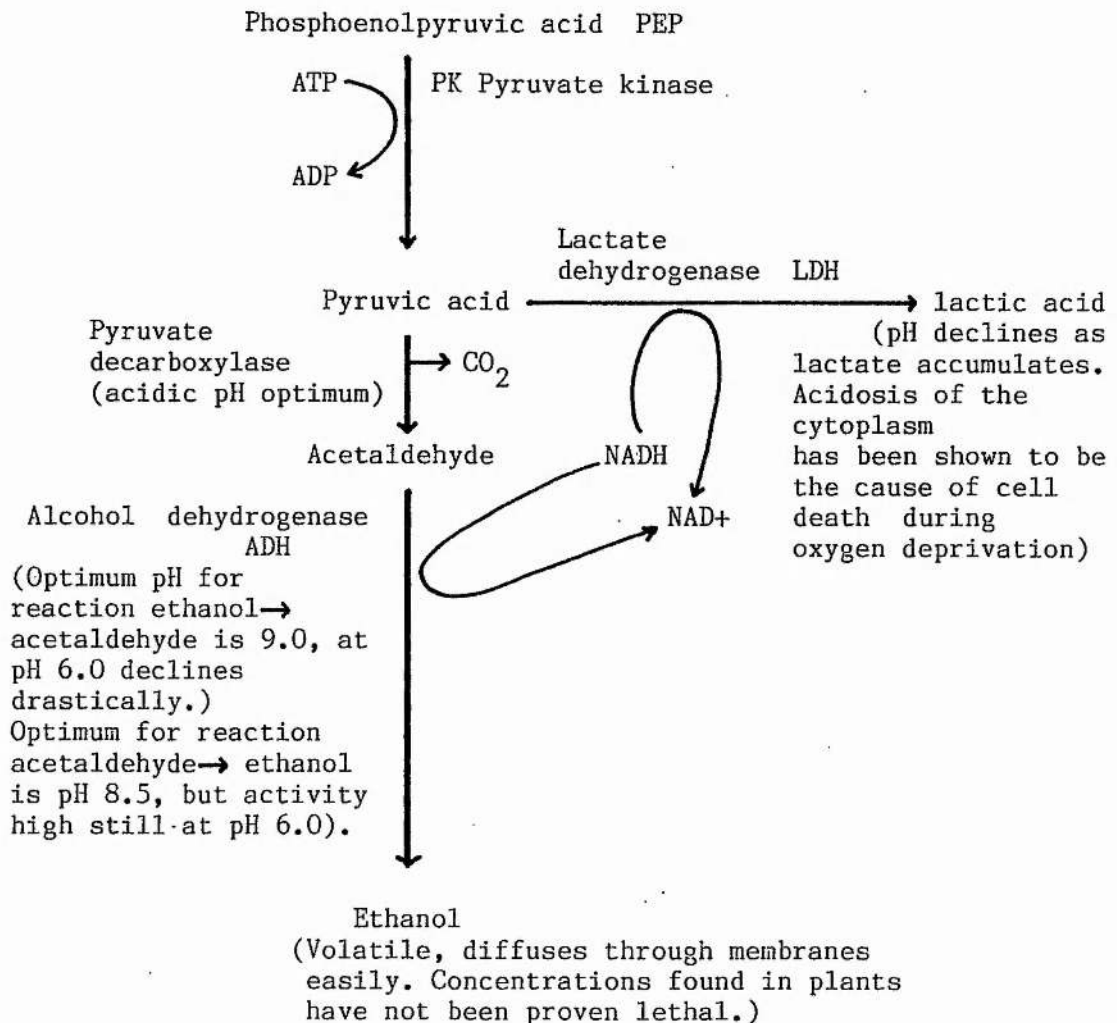 Phosphoenolpyruvic acid PEP
ATP
PK Pyruvate kinase
ADP
Lactate
dehydrogenase LDH
Pyruvic acid
lactic acid
(pH declines as
lactate accumulates.
Acidosis of the
cytoplasm
has been shown to be
the cause of cell
death during
oxygen deprivation)
Pyruvate
decarboxylase
(acidic pH optimum)
CO2
Acetaldehyde
NADH
NAD+
Alcohol dehydrogenase
ADH
(Optimum pH for
reaction ethanol→
acetaldehyde is 9.0, at
pH 6.0 declines
drastically.)
Optimum for reaction
acetaldehyde→ ethanol
is pH 8.5, but activity
high still at pH 6.0).
Ethanol
(Volatile, diffuses through membranes
easily. Concentrations found in plants
have not been proven lethal.)